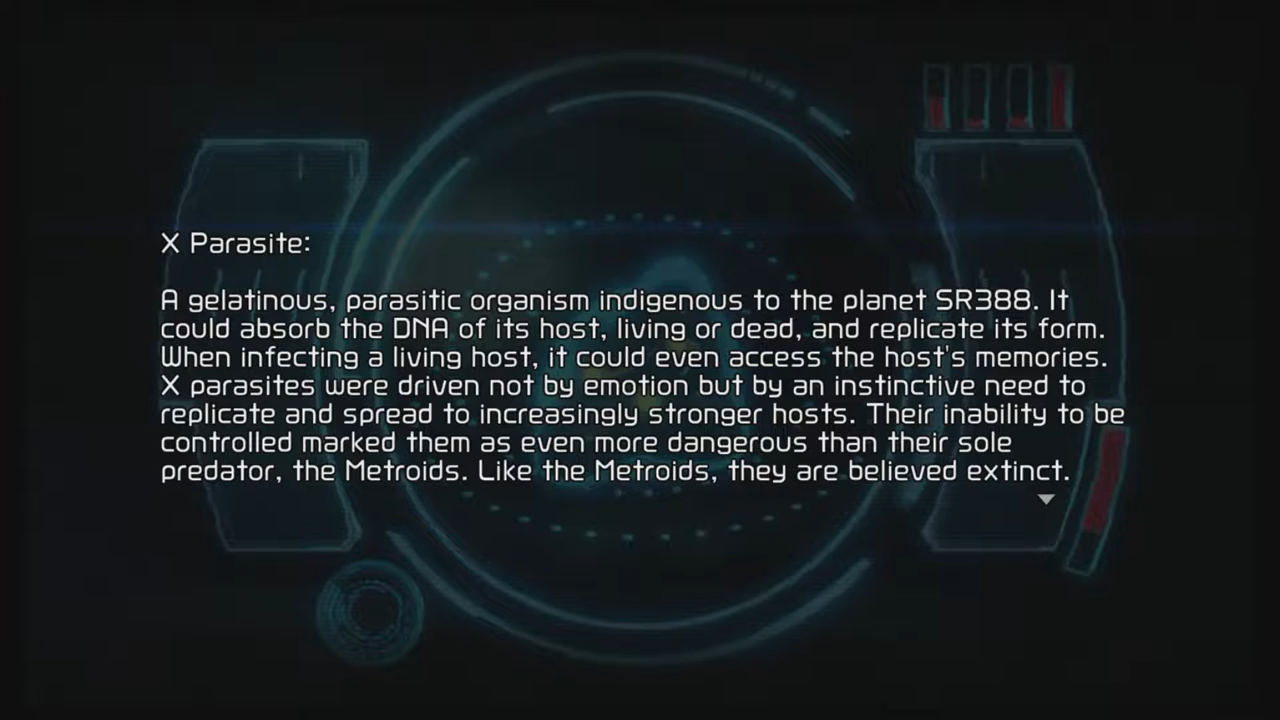 X Parasite:
A gelatinous, parasitic organism indigenous to the planet SR388. It
could absorb the DNA of its host, living or dead, and replicate its form.
When infecting a living host, it could even access the host's memories.
X parasites were driven not by emotion but by an instinctive need to
replicate and spread to increasingly stronger hosts. Their inability to be
controlled marked them as even more dangerous than their sole
predator, the Metroids. Like the Metroids, they are believed extinct.